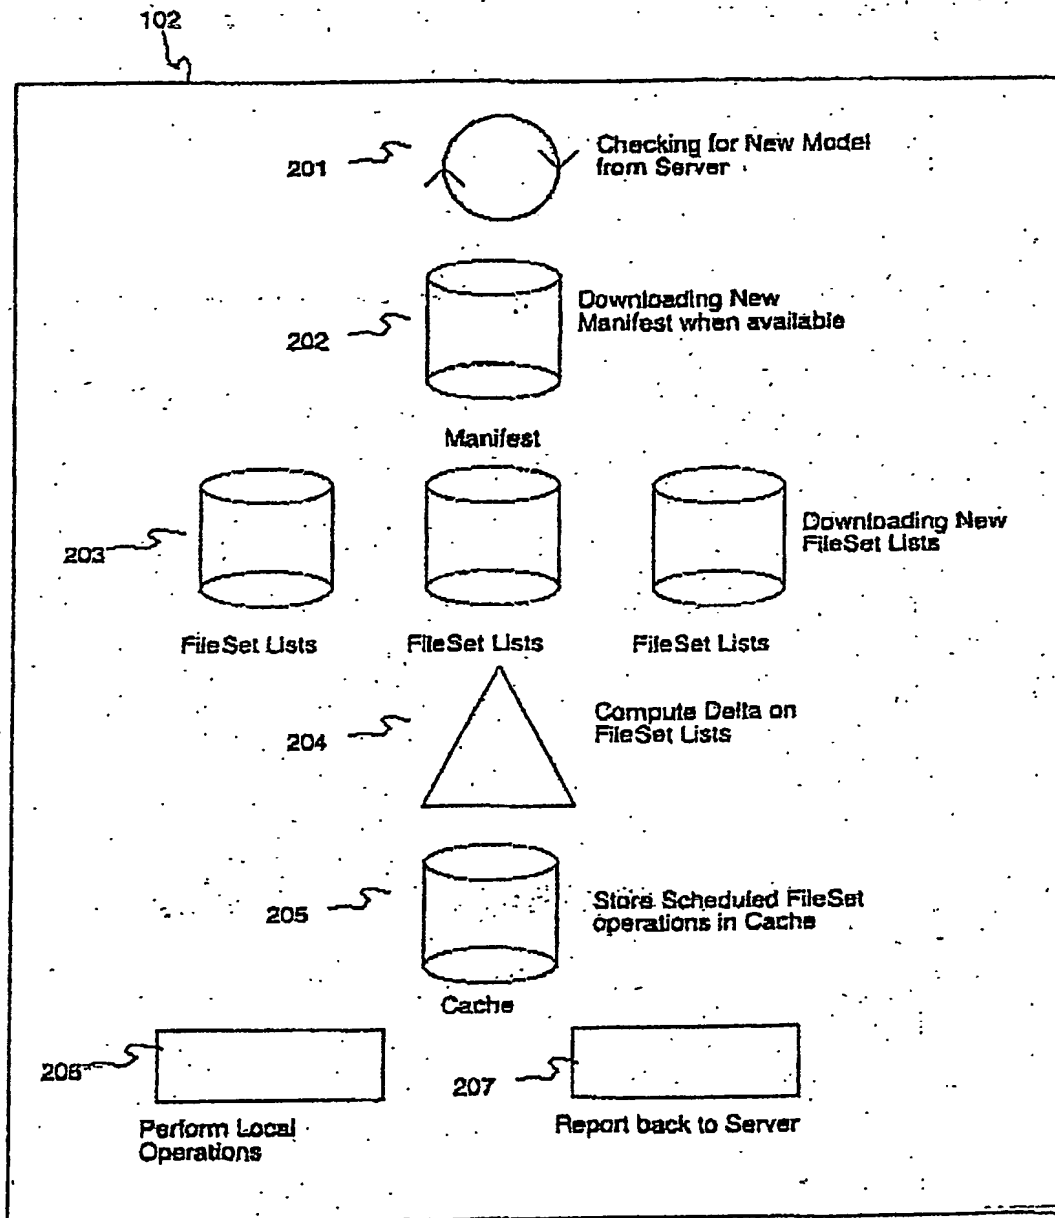 102
201
Checking for New Model
from Server
202
Downloading New
Manifest when available
Manifest
203
Downloading New
FileSet Lists
FileSet Lists
FileSet Lists
FileSet Lists
204
Compute Delta on
FileSet Lists
205
Store Scheduled FileSet
operations in Cache
Cache
206
207
Perform Local
Operations
Report back to Server